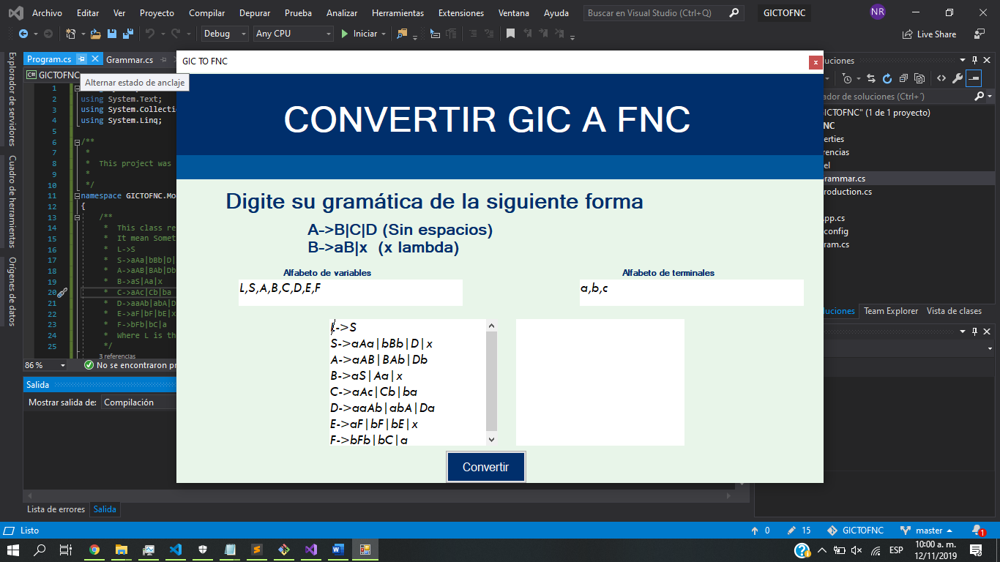 Archivo Editar Ver Proyecto Compilar Depurar Prueba Analizar Herramientas Extensiones Ventana Ayuda Buscar en Visual Studio (Ctrl+Q) GICTOFNC NR
Debug Any CPU Iniciar Live Share
Explorador de servidores
Cuadro de herramientas
Orígenes de datos
Program.cs Grammar.cs
GICTOFNC
Alternar estado de anclaje
1
2 using System.Text;
3 using System.Collecti
4 using System.Linq;
5
6 /**
7 *
8 * This project was
9 *
10 */
11 namespace GICTOFNC.Mo
12 {
13 /**
14 * This class re
15 * It mean Somet
16 * L->S
17 * S->aAa|bBb|D|
18 * A->aAB|BAb|Db
19 * B->aS|Aa|x
20 * C->aAc|Cb|ba
21 * D->aaAb|abA|D
22 * E->aF|bF|bE|x
23 * F->bFb|bC|a
24 * Where L is th
25 */
3 referencias
86 % No se encontraron pr
Salida
Mostrar salida de: Compilación
Lista de errores Salida
GIC TO FNC x
CONVERTIR GIC A FNC
Digite su gramática de la siguiente forma
A->B|C|D (Sin espacios)
B->aB|x (x lambda)
Alfabeto de variables Alfabeto de terminales
L,S,A,B,C,D,E,F a,b,c
L->S
S->aAa|bBb|D|x
A->aAB|BAb|Db
B->aS|Aa|x
C->aAc|Cb|ba
D->aaAb|abA|Da
E->aF|bF|bE|x
F->bFb|bC|a
Convertir
uciones
ador de soluciones (Ctrl+´)
GICTOFNC" (1 de 1 proyecto)
NC
erties
rencias
el
rammar.cs
roduction.cs
pp.cs
config
ram.cs
luciones Team Explorer Vista de clases
Listo 0 15 GICTOFNC master 1
ESP 10:00 a. m.
12/11/2019